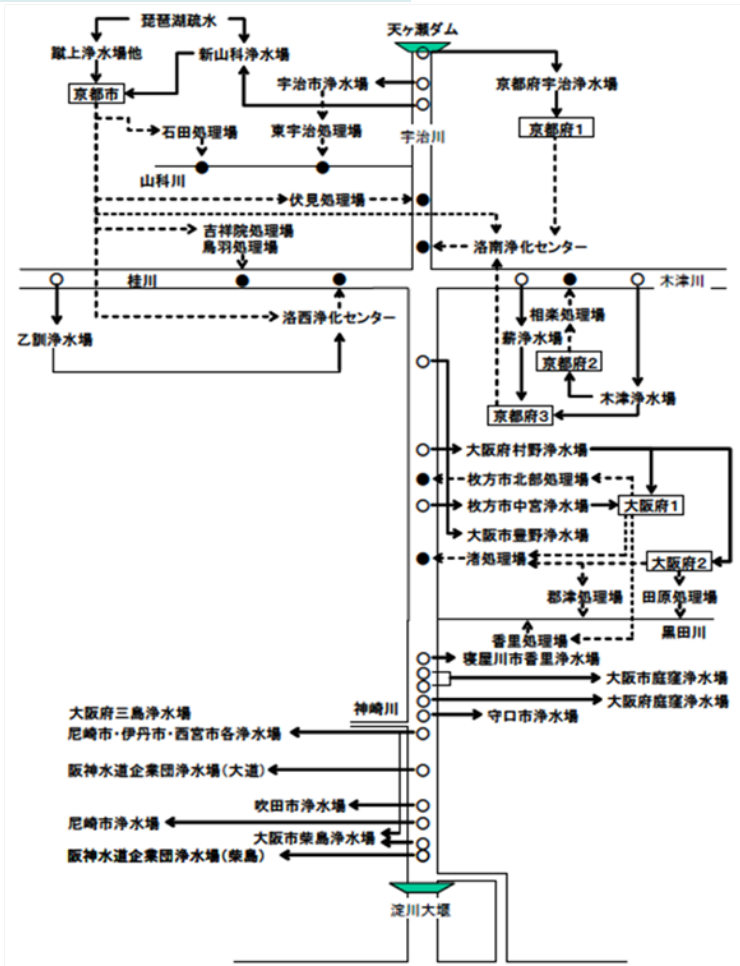 琵琶湖疏水
天ヶ瀬ダム
蹴上浄水場他
新山科浄水場
京都市
宇治市浄水場
京都府宇治浄水場
石田処理場
東宇治処理場
宇治川
京都府1
山科川
伏見処理場
吉祥院処理場
鳥羽処理場
洛南浄化センター
桂川
木津川
洛西浄化センター
相楽処理場
乙訓浄水場
薪浄水場
京都府2
木津浄水場
京都府3
大阪府村野浄水場
枚方市北部処理場
枚方市中宮浄水場
大阪府1
大阪市豊野浄水場
渚処理場
大阪府2
郡津処理場
田原処理場
香里処理場
黒田川
寝屋川市香里浄水場
大阪市庭窪浄水場
大阪府庭窪浄水場
神崎川
守口市浄水場
大阪府三島浄水場
尼崎市・伊丹市・西宮市各浄水場
阪神水道企業団浄水場(大道)
吹田市浄水場
尼崎市浄水場
大阪市柴島浄水場
阪神水道企業団浄水場(柴島)
淀川大堰